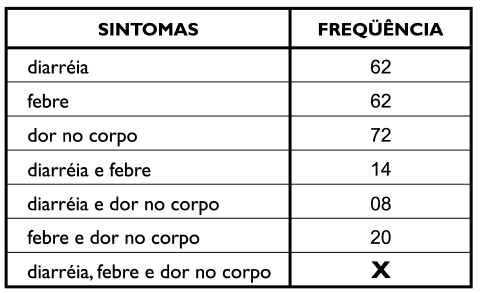 SINTOMAS FREQÜÊNCIA
diarréia 62
febre 62
dor no corpo 72
diarréia e febre 14
diarréia e dor no corpo 08
febre e dor no corpo 20
diarréia, febre e dor no corpo X